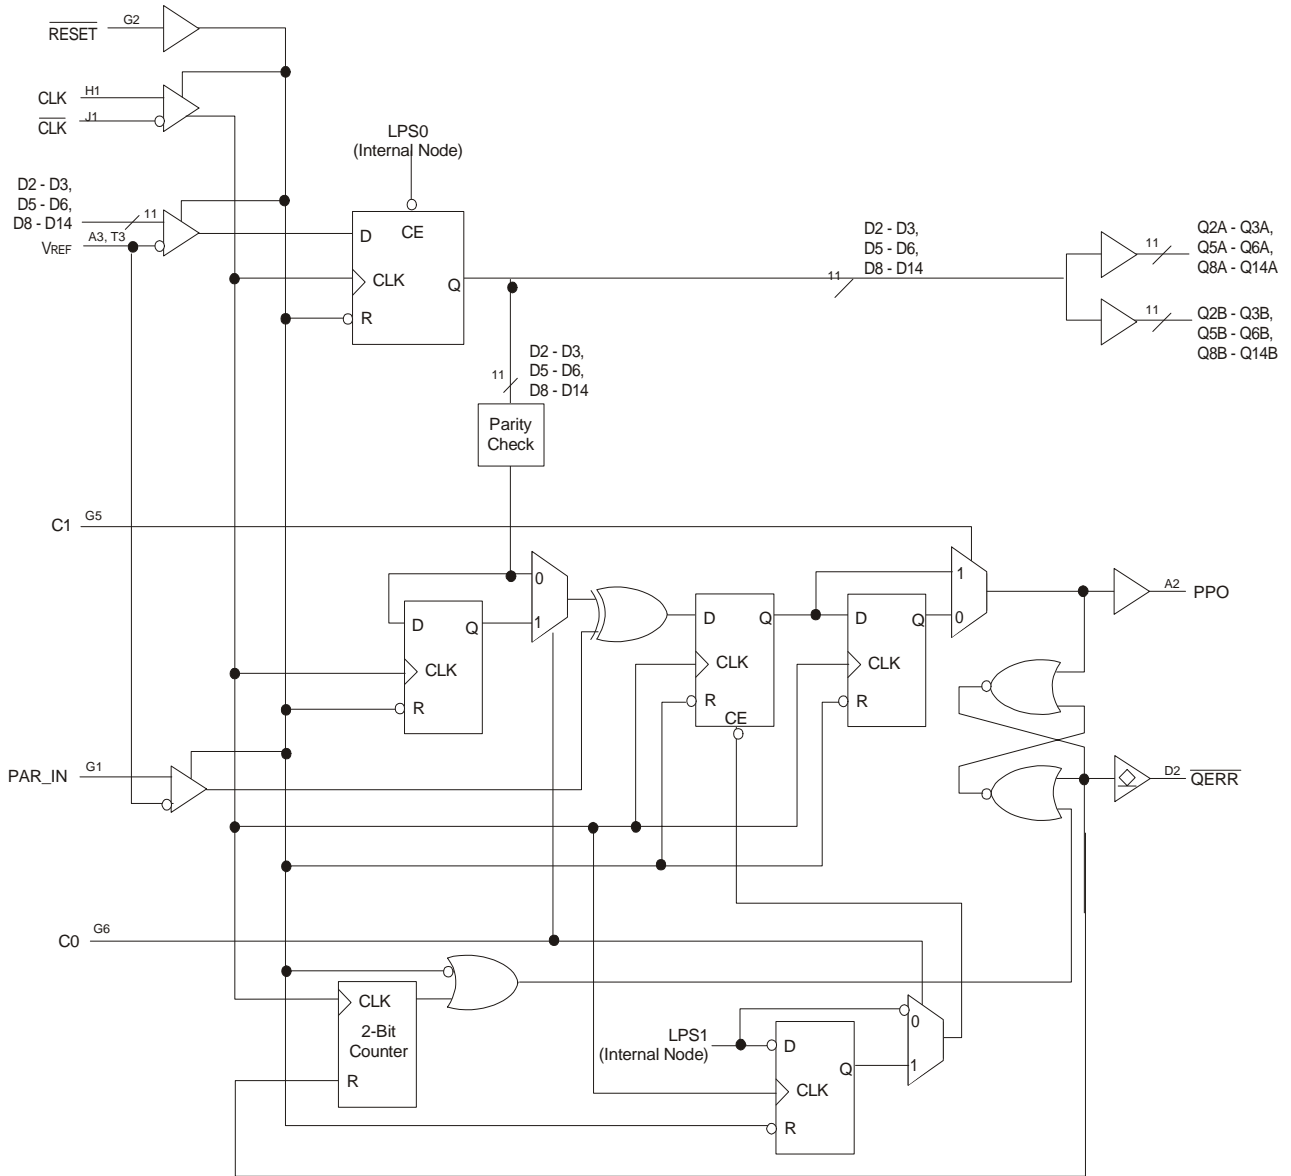 RESET
G2
CLK
H1
CLK
J1
LPS0
(Internal Node)
D2 - D3,
D5 - D6,
D8 - D14
11
VREF
A3, T3
D
CE
CLK
Q
R
D2 - D3,
D5 - D6,
D8 - D14
11
11
Q2A - Q3A,
Q5A - Q6A,
Q8A - Q14A
11
Q2B - Q3B,
Q5B - Q6B,
Q8B - Q14B
D2 - D3,
D5 - D6,
D8 - D14
11
Parity
Check
C1
G5
0
1
D
Q
CLK
R
D
Q
CLK
R
CE
D
Q
CLK
R
1
0
A2
PPO
PAR_IN
G1
D2
QERR
C0
G6
CLK
2-Bit
Counter
R
LPS1
(Internal Node)
D
Q
CLK
R
0
1